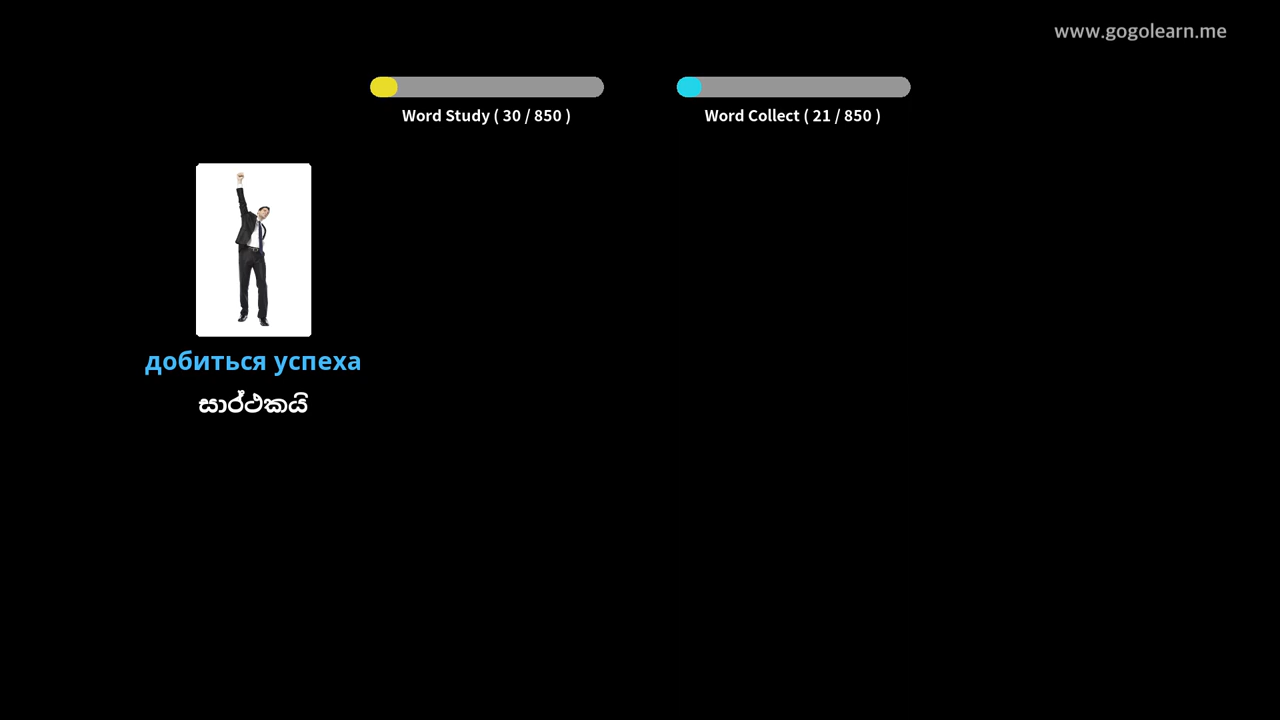 www.gogolearn.me
Word Study ( 30 / 850 )
Word Collect ( 21 / 850 )
добиться успеха
සාර්ථකයි